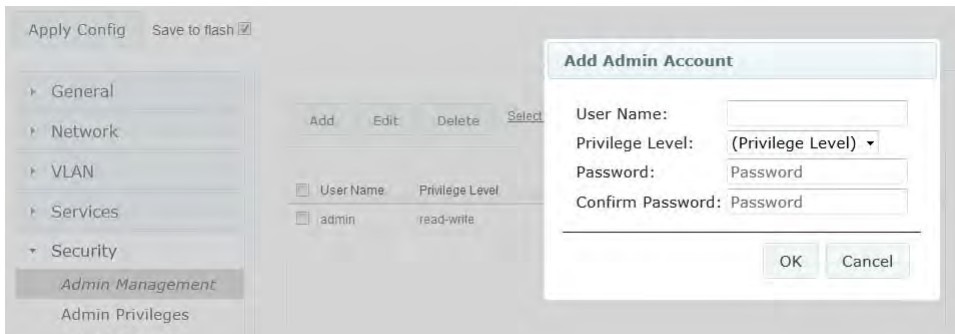 Apply Config Save to flash
General
Network
VLAN
Services
Security
Admin Management
Admin Privileges
Add Edit Delete Select
User Name Privilege Level
admin read-write
Add Admin Account
User Name:
Privilege Level: (Privilege Level)
Password: Password
Confirm Password: Password
OK Cancel